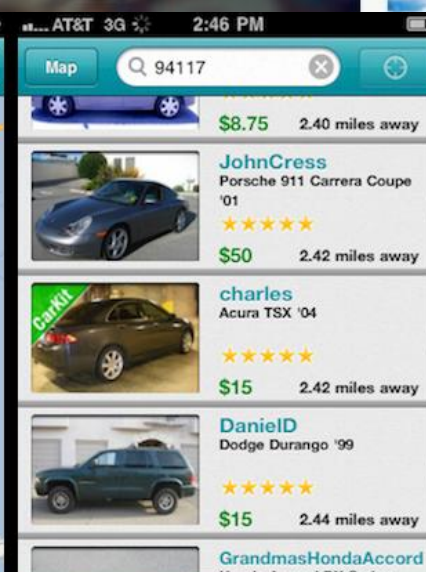 AT&T 3G 2:46 PM
Map
94117
$8.75 2.40 miles away
JohnCress
Porsche 911 Carrera Coupe
'01
$50 2.42 miles away
CarKit
charles
Acura TSX '04
$15 2.42 miles away
DanielD
Dodge Durango '99
$15 2.44 miles away
GrandmasHondaAccord